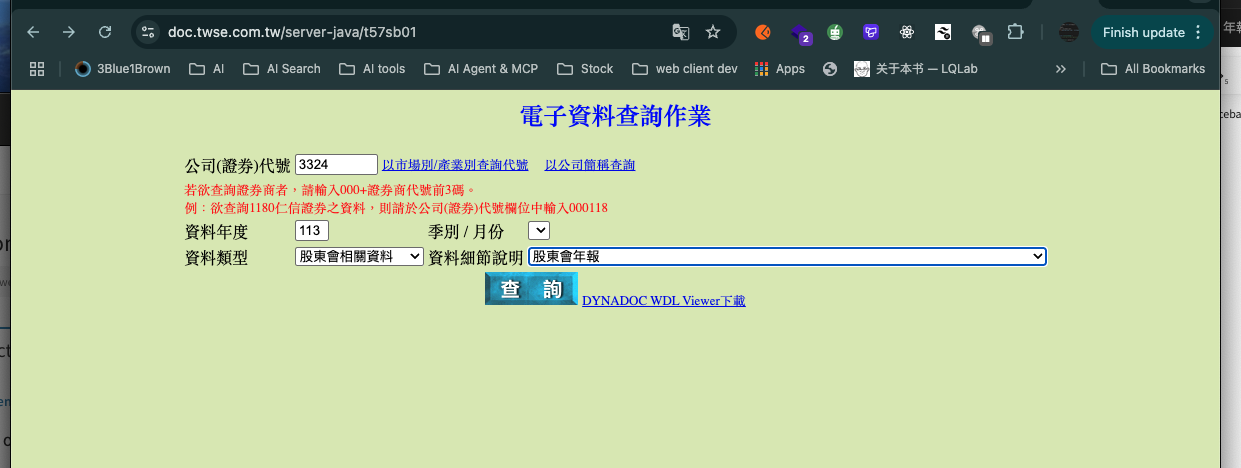 doc.twse.com.tw/server-java/t57sb01
2
Finish update
3Blue1Brown
AI
AI Search
AI tools
AI Agent & MCP
Stock
web client dev
Apps
关于本书 — LQLab
»
All Bookmarks
電子資料查詢作業
公司(證券)代號 3324 以市場別/產業別查詢代號 以公司簡稱查詢
若欲查詢證券商者，請輸入000+證券商代號前3碼。
例：欲查詢1180仁信證券之資料，則請於公司(證券)代號欄位中輸入000118
資料年度 113 季別 / 月份
資料類型 股東會相關資料 資料細節說明 股東會年報
查 詢 DYNADOC WDL Viewer下載